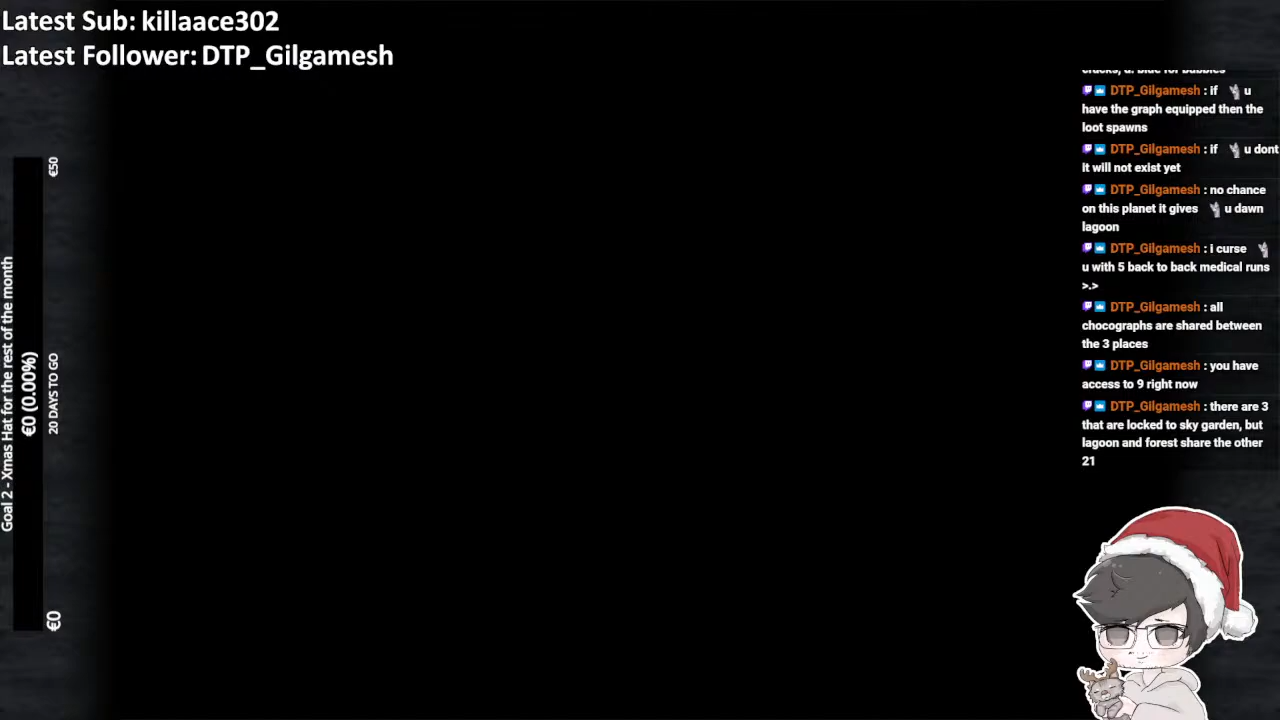 Latest Sub: killaace302
Latest Follower: DTP_Gilgamesh
Goal 2 - Xmas Hat for the rest of the month
€0 (0.00%)
20 DAYS TO GO
€50
€0
cracks, d: blue for bubbles
DTP_Gilgamesh : if u
have the graph equipped then the
loot spawns
DTP_Gilgamesh : if u dont
it will not exist yet
DTP_Gilgamesh : no chance
on this planet it gives u dawn
lagoon
DTP_Gilgamesh : i curse
u with 5 back to back medical runs
>.>
DTP_Gilgamesh : all
chocographs are shared between
the 3 places
DTP_Gilgamesh : you have
access to 9 right now
DTP_Gilgamesh : there are 3
that are locked to sky garden, but
lagoon and forest share the other
21